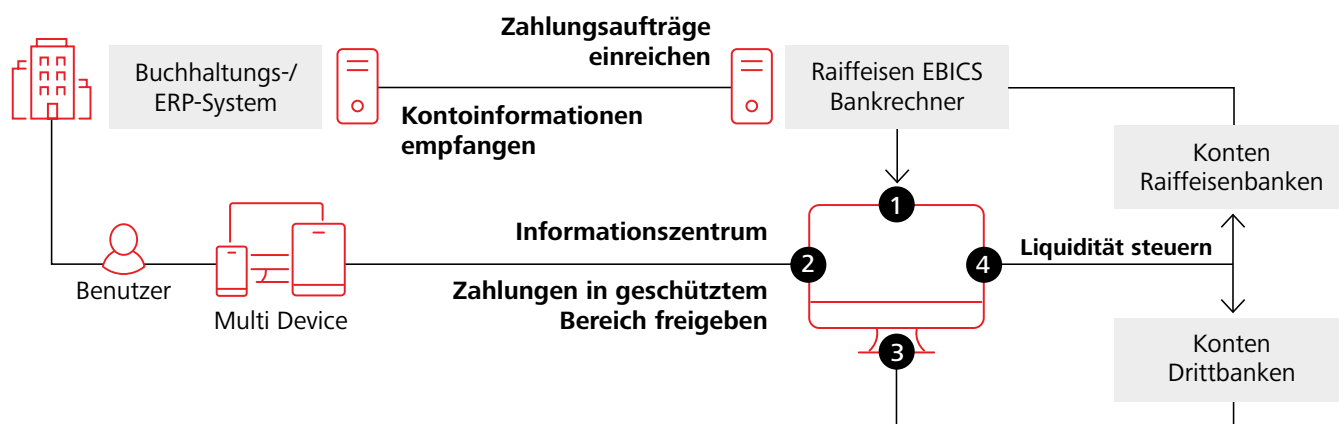 Zahlungsaufträge
einreichen
Buchhaltungs-/
ERP-System
Raiffeisen EBICS
Bankrechner
Kontoinformationen
empfangen
Konten
Raiffeisenbanken
1
Informationszentrum
2
4
Liquidität steuern
Benutzer
Multi Device
Zahlungen in geschütztem
Bereich freigeben
3
Konten
Drittbanken